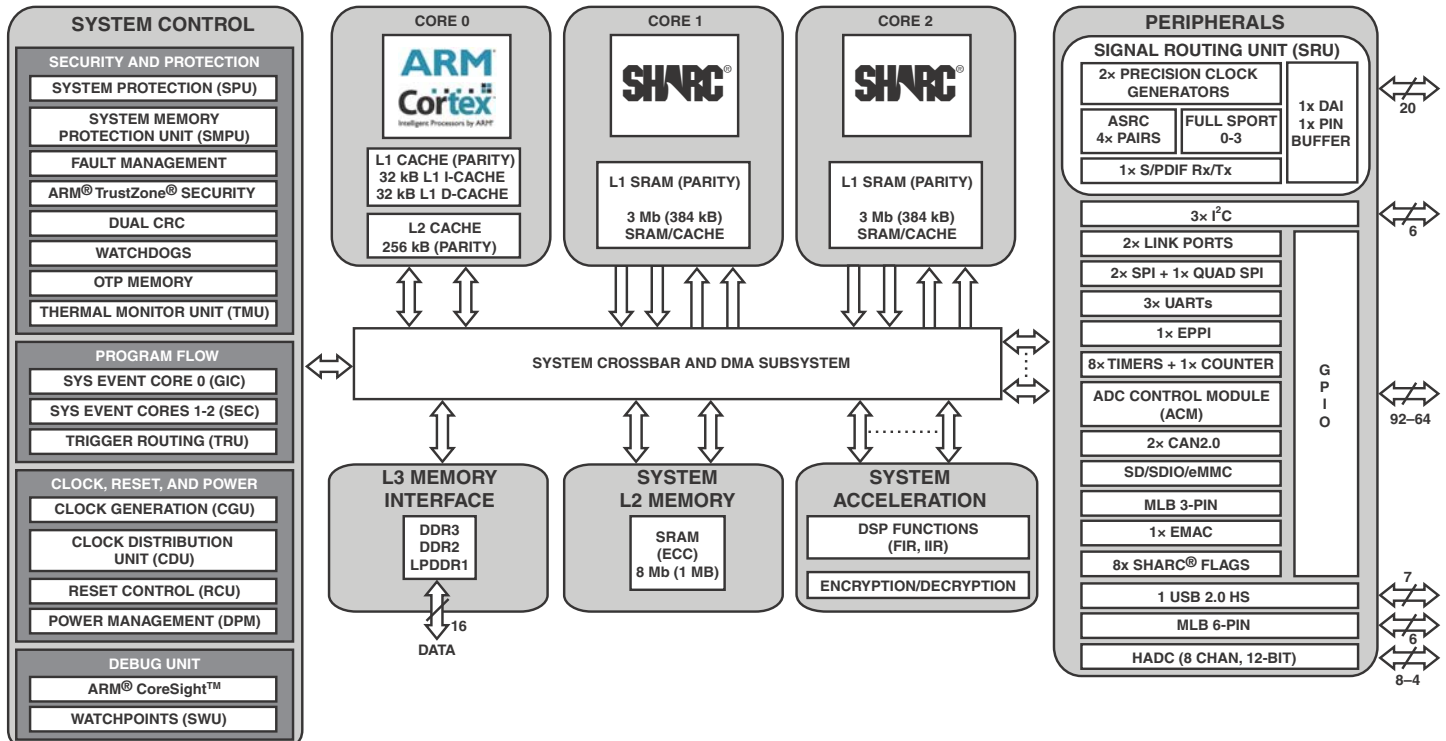 SYSTEM CONTROL
SECURITY AND PROTECTION
SYSTEM PROTECTION (SPU)
SYSTEM MEMORY
PROTECTION UNIT (SMPU)
FAULT MANAGEMENT
ARM® TrustZone® SECURITY
DUAL CRC
WATCHDOGS
OTP MEMORY
THERMAL MONITOR UNIT (TMU)
PROGRAM FLOW
SYS EVENT CORE 0 (GIC)
SYS EVENT CORES 1-2 (SEC)
TRIGGER ROUTING (TRU)
CLOCK, RESET, AND POWER
CLOCK GENERATION (CGU)
CLOCK DISTRIBUTION
UNIT (CDU)
RESET CONTROL (RCU)
POWER MANAGEMENT (DPM)
DEBUG UNIT
ARM® CoreSight™
WATCHPOINTS (SWU)
CORE 0
ARM
Cortex
Intelligent Processors by ARM®
L1 CACHE (PARITY)
32 kB L1 I-CACHE
32 kB L1 D-CACHE
L2 CACHE
256 kB (PARITY)
CORE 1
SHARC®
L1 SRAM (PARITY)
3 Mb (384 kB)
SRAM/CACHE
CORE 2
SHARC®
L1 SRAM (PARITY)
3 Mb (384 kB)
SRAM/CACHE
SYSTEM CROSSBAR AND DMA SUBSYSTEM
L3 MEMORY
INTERFACE
DDR3
DDR2
LPDDR1
16
DATA
SYSTEM
L2 MEMORY
SRAM
(ECC)
8 Mb (1 MB)
SYSTEM
ACCELERATION
DSP FUNCTIONS
(FIR, IIR)
ENCRYPTION/DECRYPTION
PERIPHERALS
SIGNAL ROUTING UNIT (SRU)
2× PRECISION CLOCK
GENERATORS
ASRC
4× PAIRS
FULL SPORT
0-3
1× S/PDIF Rx/Tx
1x DAI
1x PIN
BUFFER
20
3× I²C
6
2× LINK PORTS
2× SPI + 1× QUAD SPI
3× UARTs
1× EPPI
8× TIMERS + 1× COUNTER
ADC CONTROL MODULE
(ACM)
2× CAN2.0
SD/SDIO/eMMC
MLB 3-PIN
1× EMAC
8x SHARC® FLAGS
GPIO
92–64
1 USB 2.0 HS
7
MLB 6-PIN
6
HADC (8 CHAN, 12-BIT)
8–4